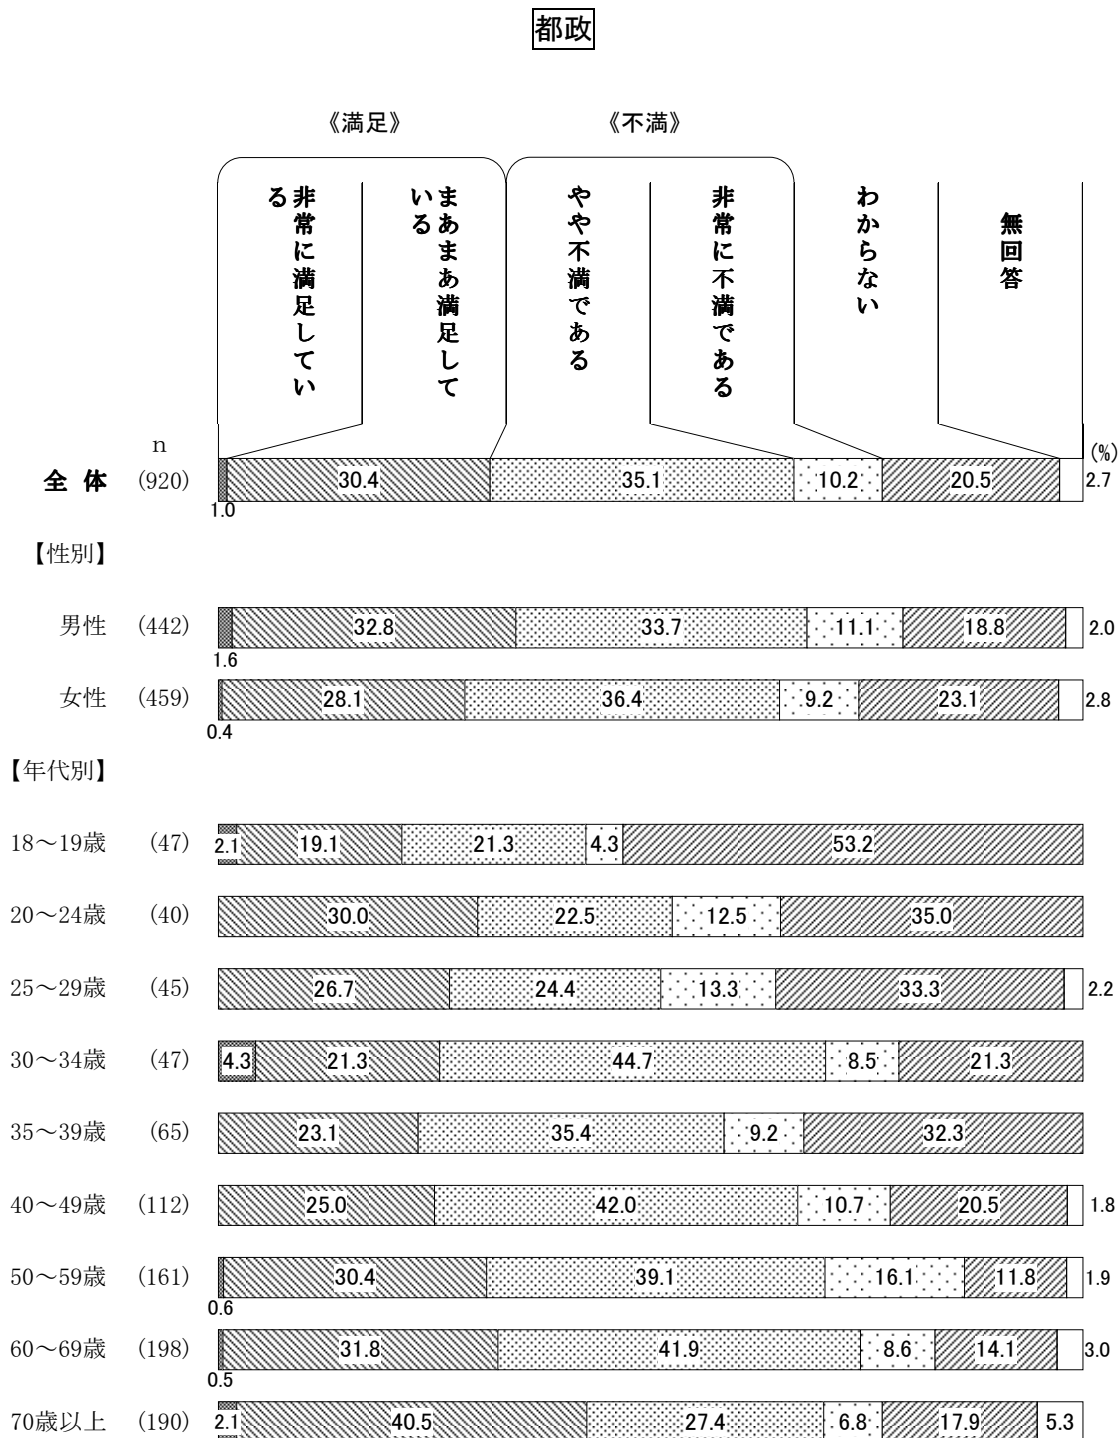 都政
《満足》 《不満》
非常に満足している
まあまあ満足している
やや不満である
非常に不満である
わからない
無回答
n (%)
全体 (920) 30.4 35.1 10.2 20.5 2.7
1.0
【性別】
男性 (442) 32.8 33.7 11.1 18.8 2.0
1.6
女性 (459) 28.1 36.4 9.2 23.1 2.8
0.4
【年代別】
18～19歳 (47) 2.1 19.1 21.3 4.3 53.2
20～24歳 (40) 30.0 22.5 12.5 35.0
25～29歳 (45) 26.7 24.4 13.3 33.3 2.2
30～34歳 (47) 4.3 21.3 44.7 8.5 21.3
35～39歳 (65) 23.1 35.4 9.2 32.3
40～49歳 (112) 25.0 42.0 10.7 20.5 1.8
50～59歳 (161) 30.4 39.1 16.1 11.8 1.9
0.6
60～69歳 (198) 31.8 41.9 8.6 14.1 3.0
0.5
70歳以上 (190) 2.1 40.5 27.4 6.8 17.9 5.3